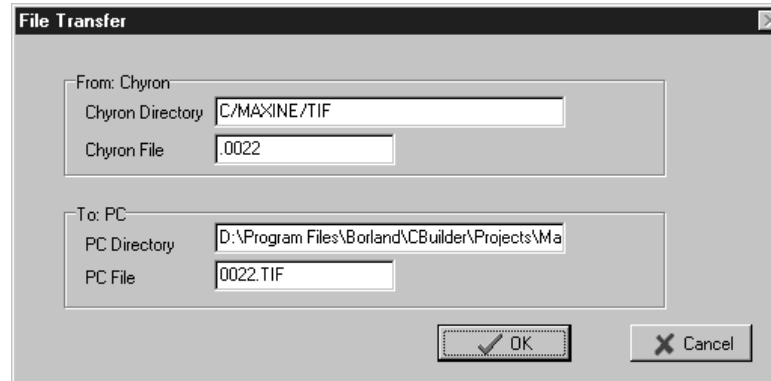 File Transfer
From: Chyron
Chyron Directory C/MAXINE/TIF
Chyron File .0022
To: PC
PC Directory D:\Program Files\Borland\CBuilder\Projects\Ma
PC File 0022.TIF
OK Cancel